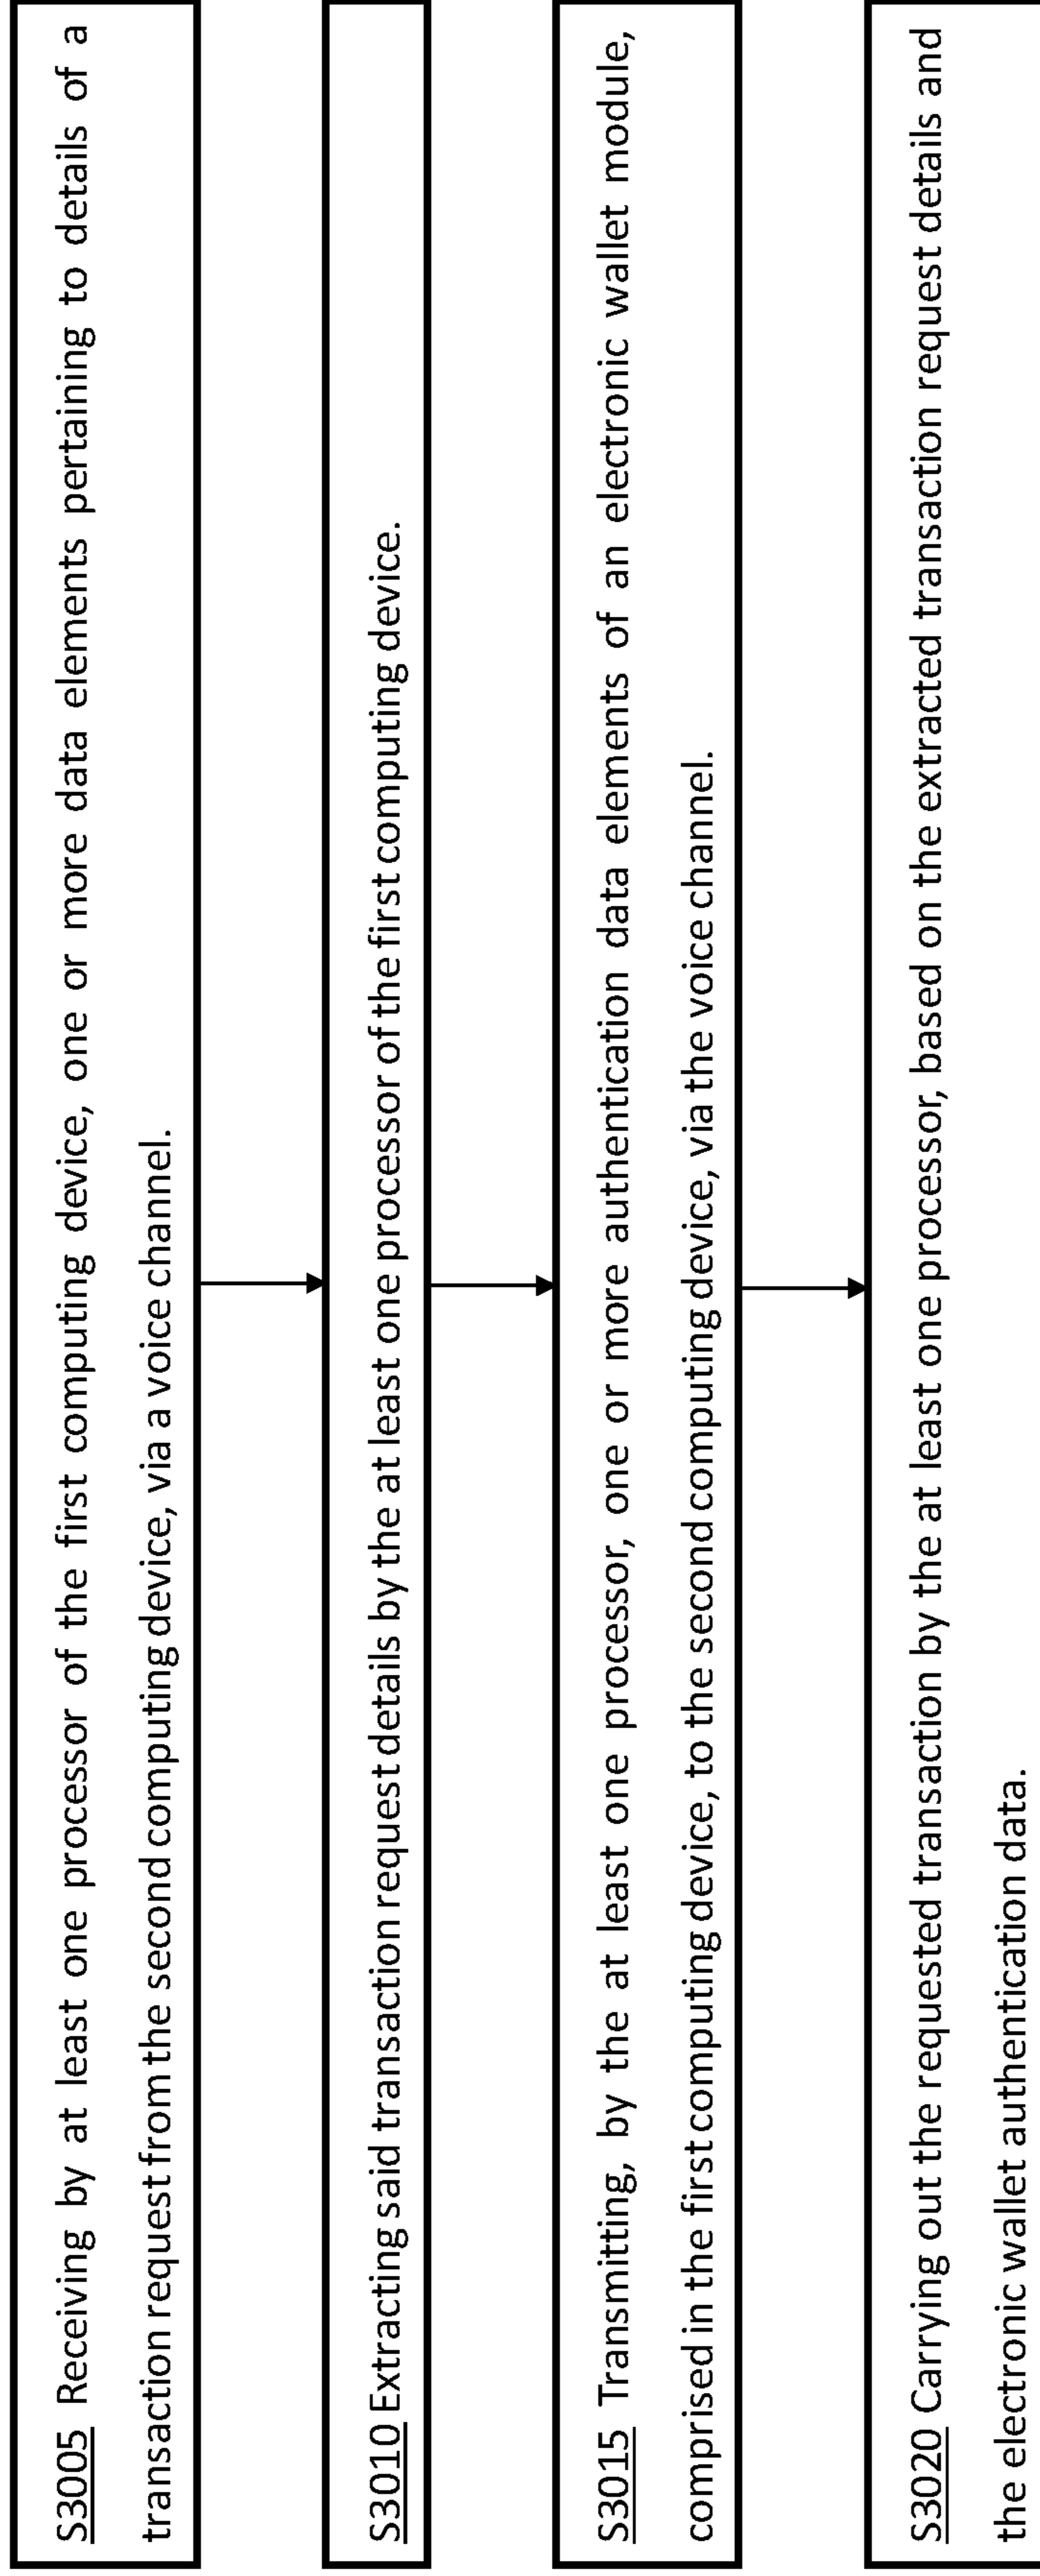 S3005 Receiving by at least one processor of the first computing device, one or more data elements pertaining to details of a
transaction request from the second computing device, via a voice channel.
S3010 Extracting said transaction request details by the at least one processor of the first computing device.
S3015 Transmitting, by the at least one processor, one or more authentication data elements of an electronic wallet module,
comprised in the first computing device, to the second computing device, via the voice channel.
S3020 Carrying out the requested transaction by the at least one processor, based on the extracted transaction request details and
the electronic wallet authentication data.